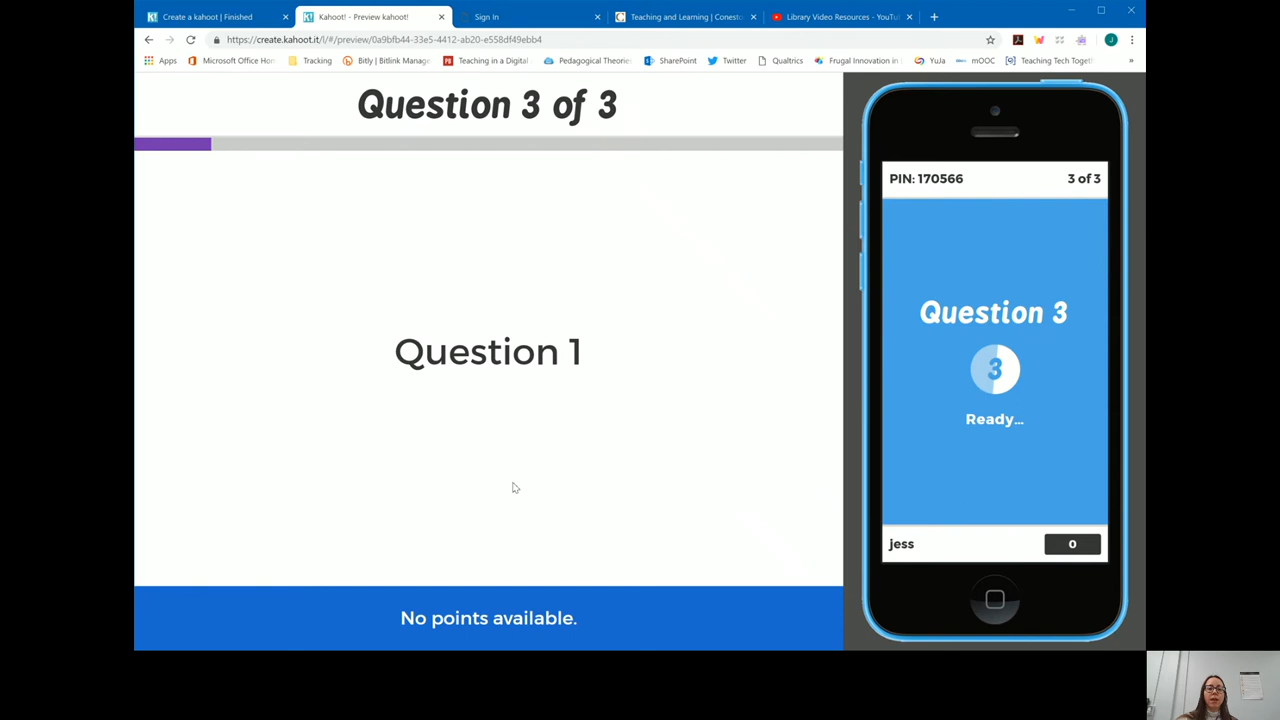 Create a kahoot | Finished
Kahoot! - Preview kahoot!
Sign In
Teaching and Learning | Conesto
Library Video Resources - YouTu
https://create.kahoot.it/l/#/preview/0a9bfb44-33e5-4412-ab20-e558df49ebb4
Apps
Microsoft Office Hom
Tracking
Bitly | Bitlink Manage
Teaching in a Digital
Pedagogical Theories
SharePoint
Twitter
Qualtrics
Frugal Innovation in
YuJa
mOOC
Teaching Tech Toget
»
Question 3 of 3
Question 1
No points available.
PIN: 170566
3 of 3
Question 3
3
Ready...
jess
0